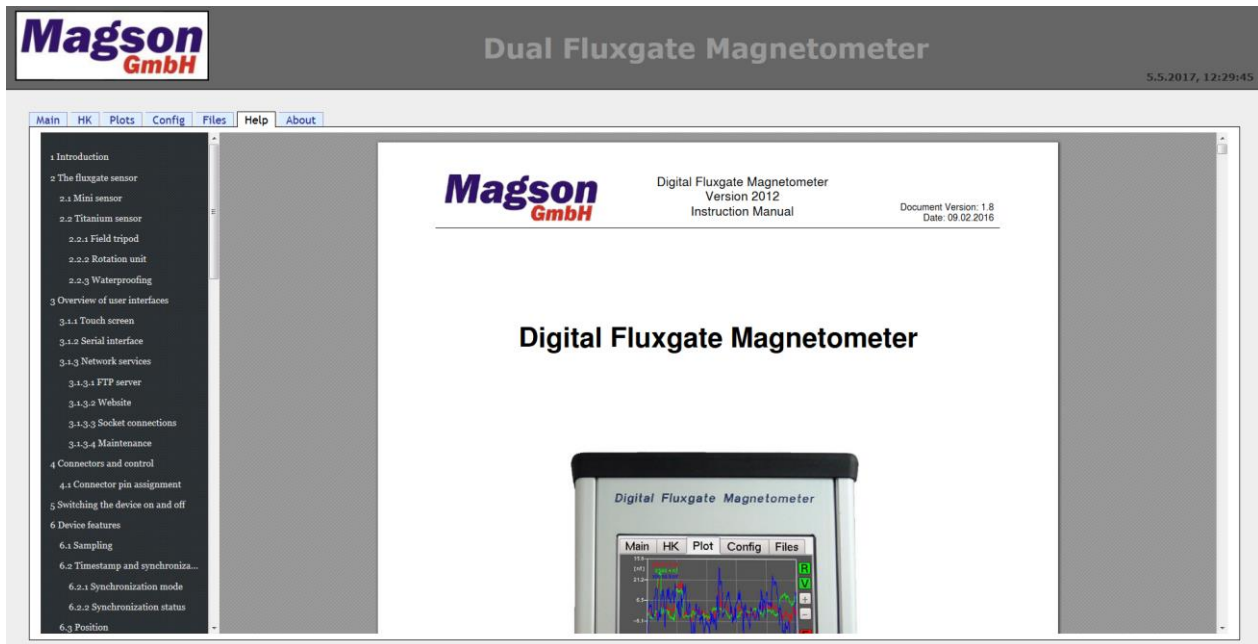 Magson
GmbH
Dual Fluxgate Magnetometer
5.5.2017, 12:29:45
Main HK Plots Config Files Help About
1 Introduction
2 The fluxgate sensor
2.1 Mini sensor
2.2 Titanium sensor
2.2.1 Field tripod
2.2.2 Rotation unit
2.2.3 Waterproofing
3 Overview of user interfaces
3.1.1 Touch screen
3.1.2 Serial interface
3.1.3 Network services
3.1.3.1 FTP server
3.1.3.2 Website
3.1.3.3 Socket connections
3.1.3.4 Maintenance
4 Connectors and control
4.1 Connector pin assignment
5 Switching the device on and off
6 Device features
6.1 Sampling
6.2 Timestamp and synchroniza...
6.2.1 Synchronization mode
6.2.2 Synchronization status
6.3 Position
Magson
GmbH
Digital Fluxgate Magnetometer
Version 2012
Instruction Manual
Document Version: 1.8
Date: 09.02.2016
Digital Fluxgate Magnetometer
Digital Fluxgate Magnetometer
Main HK Plot Config Files
[nT]
R
V
+
-